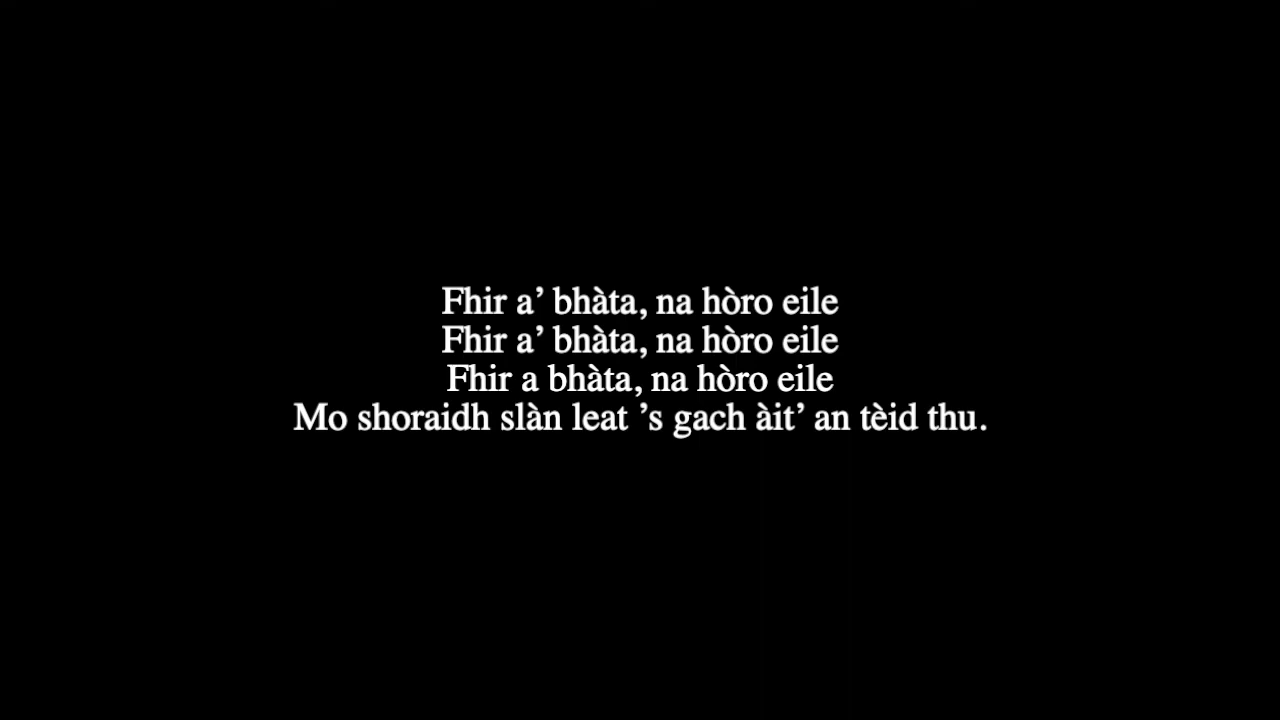 Fhir a’ bhàta, na hòro eile
Fhir a’ bhàta, na hòro eile
Fhir a bhàta, na hòro eile
Mo shoraidh slàn leat ’s gach àit’ an tèid thu.